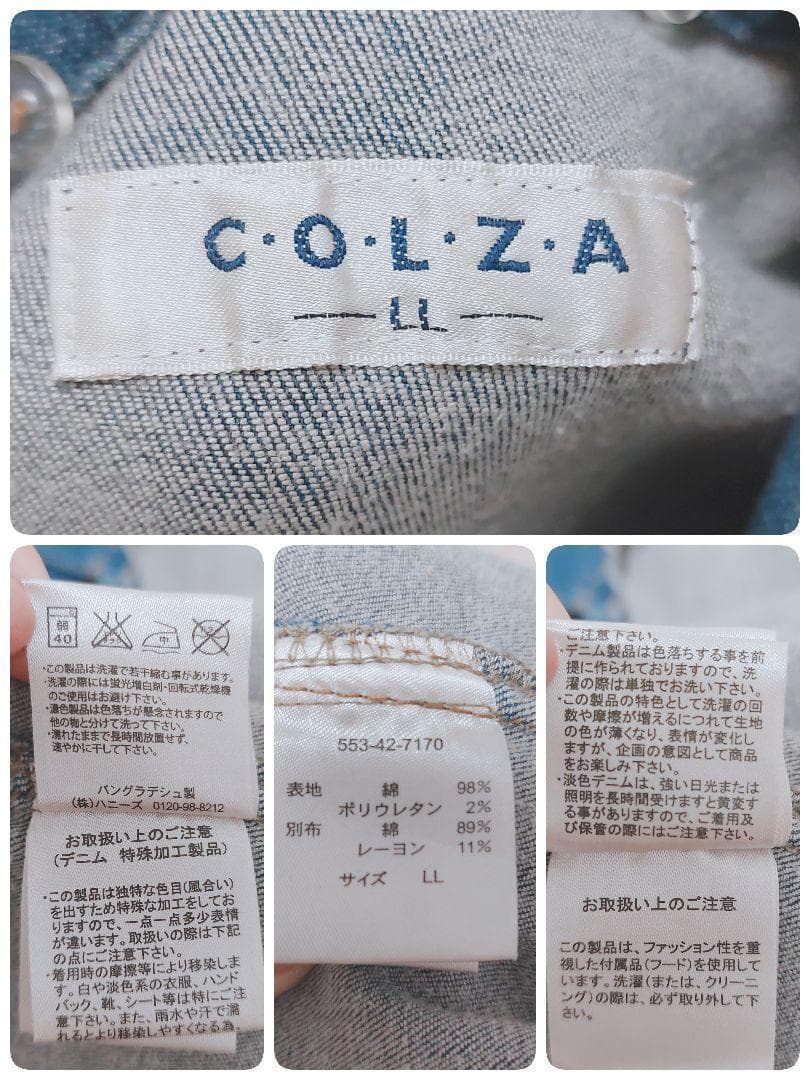 C·O·L·Z·A
LL
弱
40
中
・この製品は洗濯で若干縮む事があります。
・洗濯の際には蛍光増白剤・回転式乾燥機
のご使用はお避け下さい。
・濃色製品は色落ちが懸念されますので
他の物と分けて洗って下さい。
・濡れたままで長時間放置せず、
速やかに干して下さい。
バングラデシュ製
(株)ハニーズ 0120-98-8212
お取扱い上のご注意
(デニム 特殊加工製品)
・この製品は独特な色目(風合い)
を出すため特殊な加工をしてお
りますので、一点一点多少表情
が違います。取扱いの際は下記
の点にご注意下さい。
・着用時の摩擦等により移染しま
す。白や淡色系の衣服、ハンド
バック、靴、シート等は特にご注
意下さい。また、雨水や汗で濡
れるとより移染しやすくなる為、
553-42-7170
表地 綿 98%
ポリウレタン 2%
別布 綿 89%
レーヨン 11%
サイズ LL
ご注意下さい。
・デニム製品は色落ちする事を前
提に作られておりますので、洗
濯の際は単独でお洗い下さい。
・この製品の特色として洗濯の回
数や摩擦が増えるにつれて生地
の色が薄くなり、表情が変化し
ますが、企画の意図として商品
をお楽しみ下さい。
・淡色デニムは、強い日光または
照明を長時間受けますと黄変す
る事がありますので、ご着用及
び保管の際にはご注意下さい。
お取扱い上のご注意
この製品は、ファッション性を重
視した付属品(フード)を使用して
います。洗濯(または、クリーニ
ング)の際は、必ず取り外して下
さい。